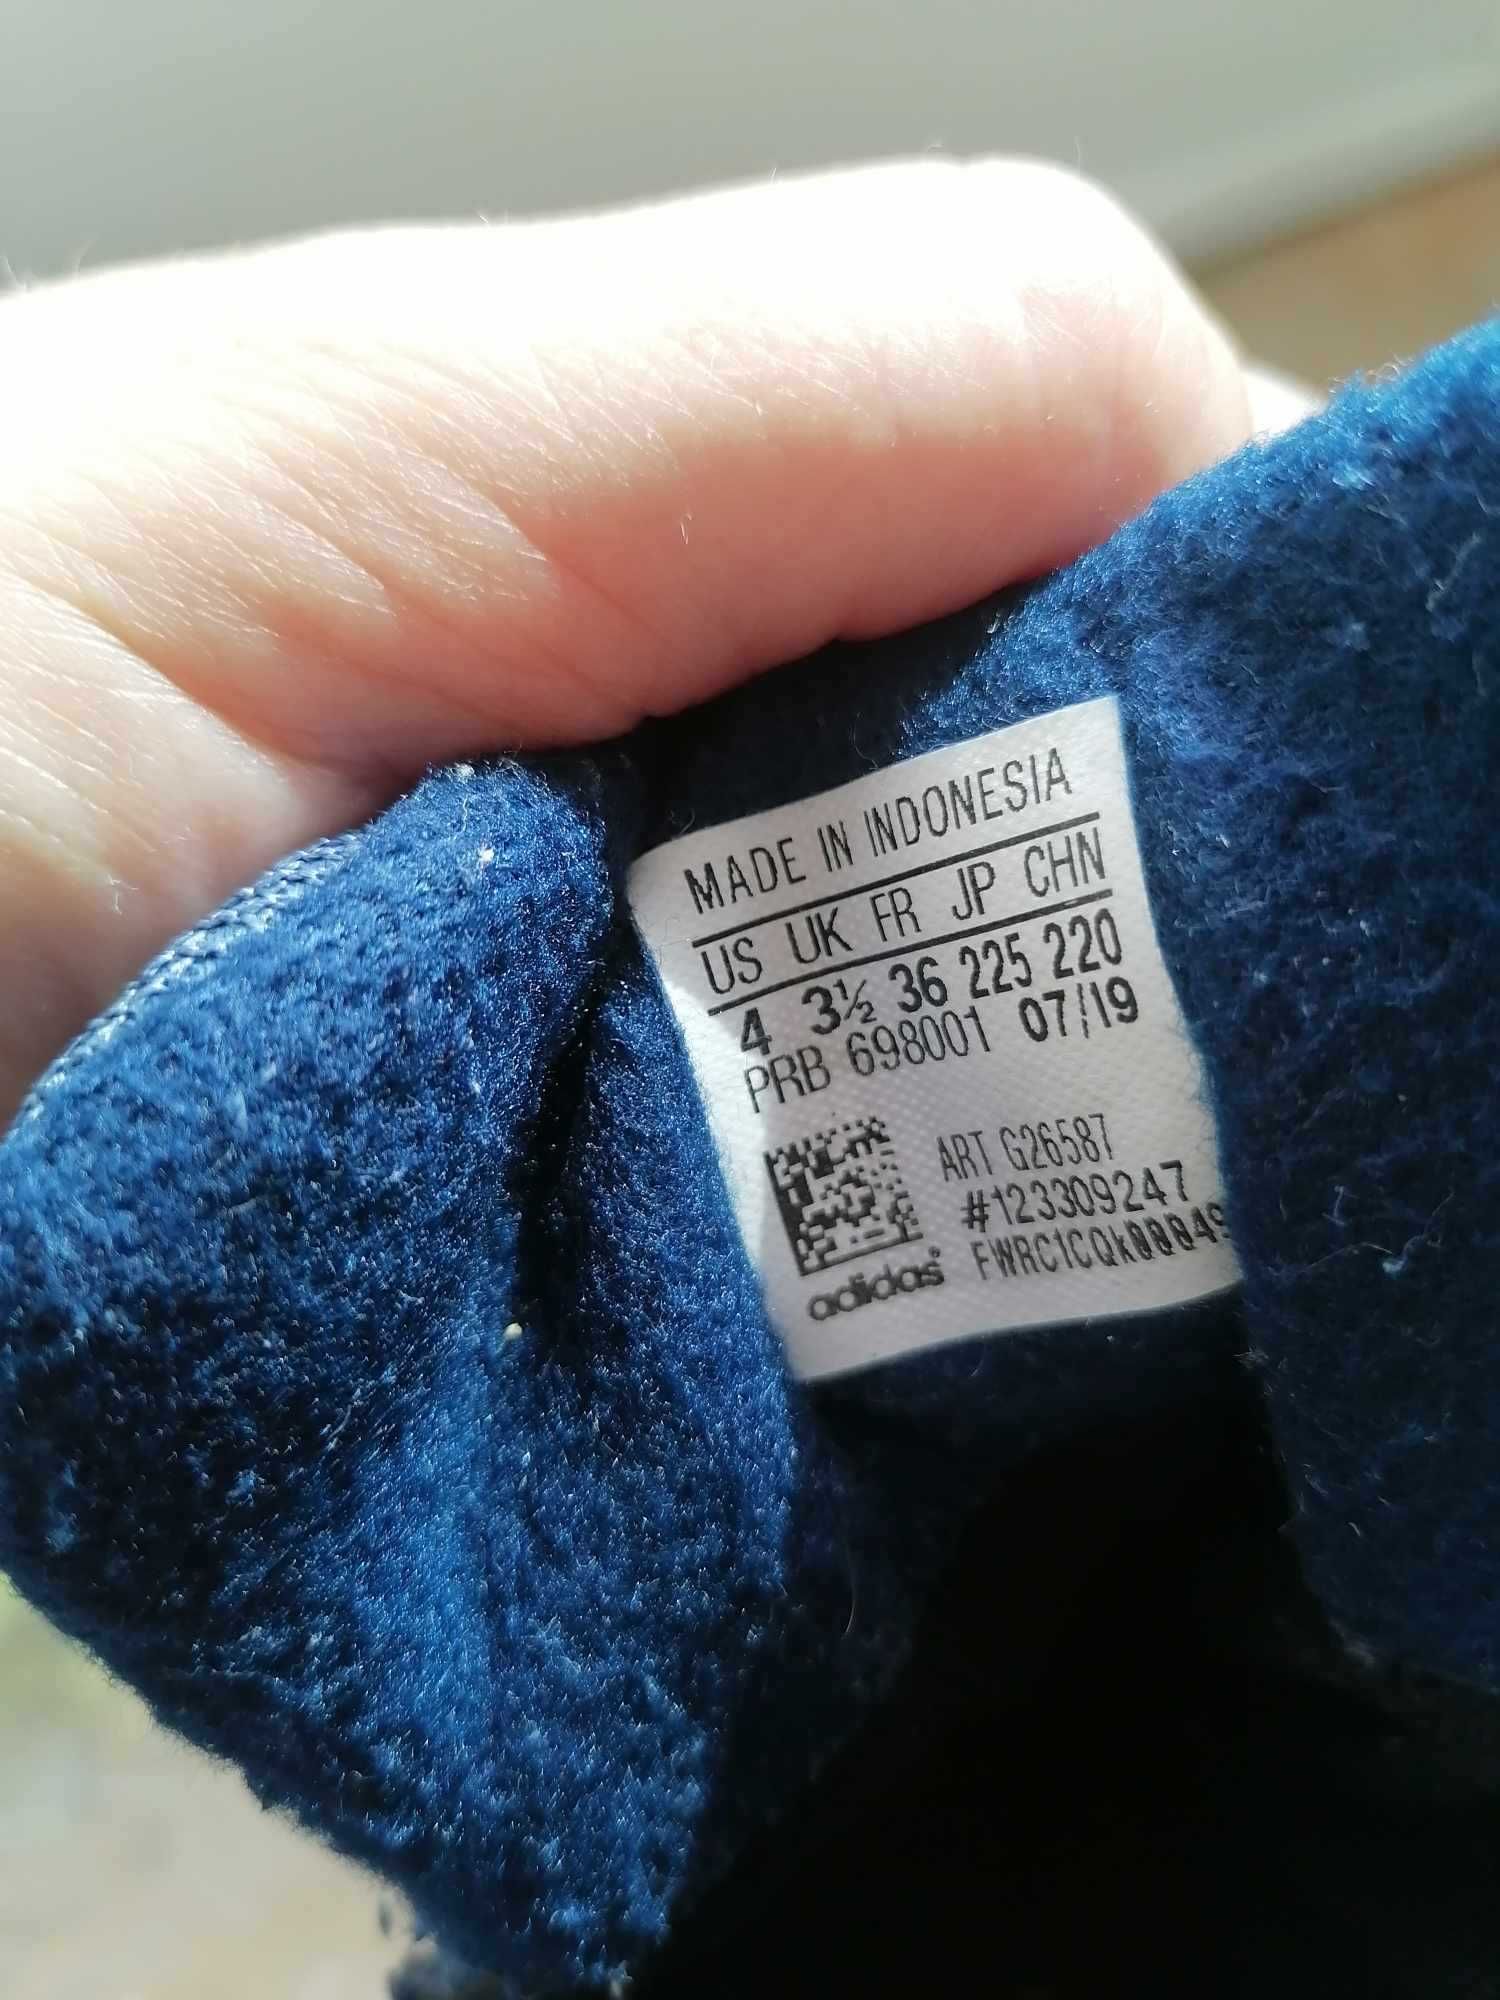 MADE IN INDONESIA
US UK FR JP CHN
4 3½ 36 225 220
PRB 698001 07/19
ART G26587
#123309247
adidas®